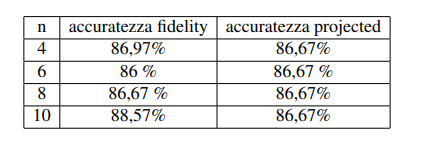 n accuratezza fidelity accuratezza projected
4 86,97% 86,67%
6 86 % 86,67 %
8 86,67 % 86,67%
10 88,57% 86,67%